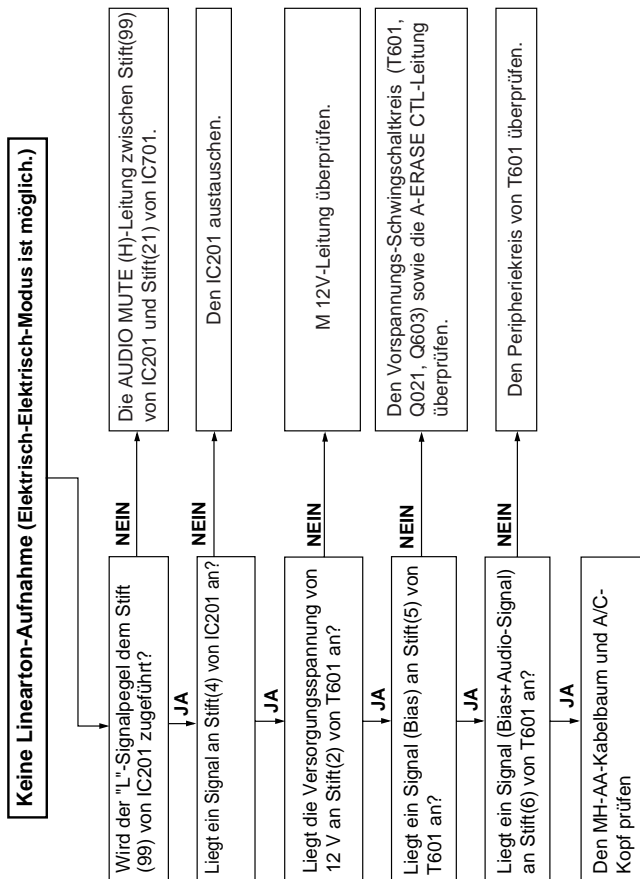 Keine Linearton-Aufnahme (Elektrisch-Elektrisch-Modus ist möglich.)
Wird der "L"-Signalpegel dem Stift
(99) von IC201 zugeführt?
NEIN
Die AUDIO MUTE (H)-Leitung zwischen Stift(99)
von IC201 und Stift(21) von IC701.
JA
Liegt ein Signal an Stift(4) von IC201 an?
NEIN
Den IC201 austauschen.
JA
Liegt die Versorgungsspannung von
12 V an Stift(2) von T601 an?
NEIN
M 12V-Leitung überprüfen.
JA
Liegt ein Signal (Bias) an Stift(5) von
T601 an?
NEIN
Den Vorspannungs-Schwingschaltkreis (T601,
Q021, Q603) sowie die A-ERASE CTL-Leitung
überprüfen.
JA
Liegt ein Signal (Bias+Audio-Signal)
an Stift(6) von T601 an?
NEIN
Den Peripheriekreis von T601 überprüfen.
JA
Den MH-AA-Kabelbaum und A/C-
Kopf prüfen